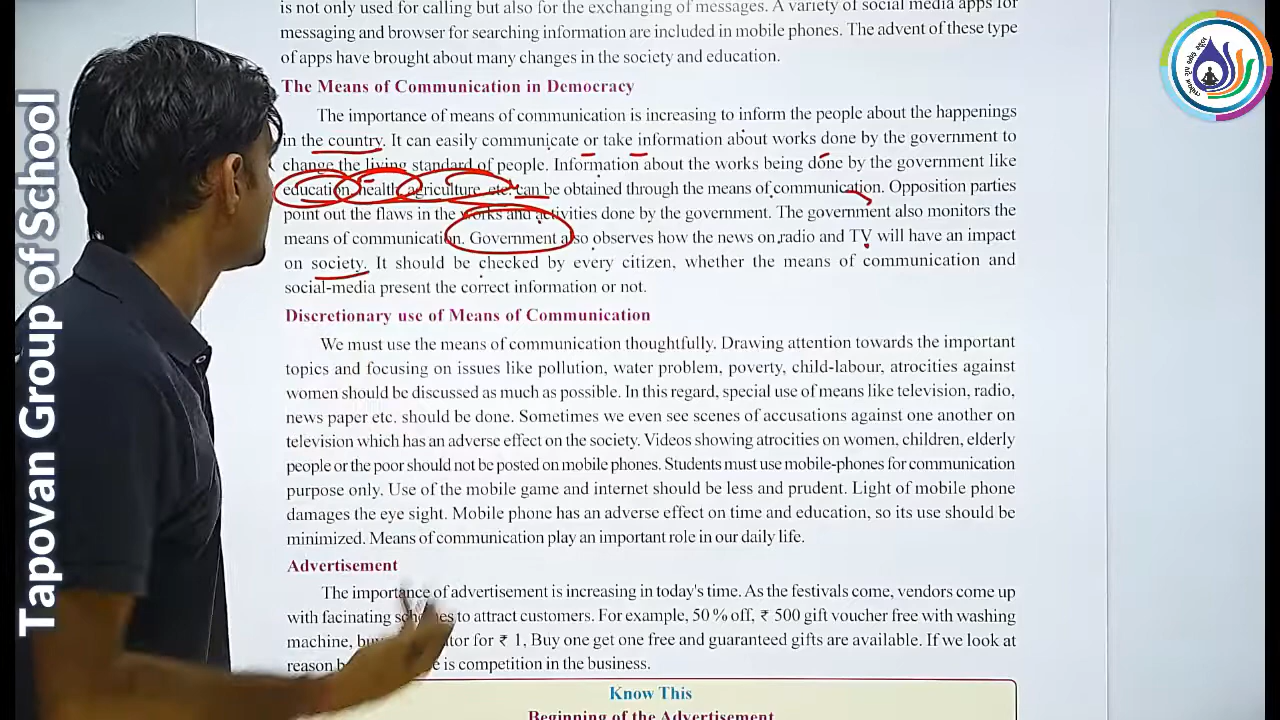 is not only used for calling but also for the exchanging of messages. A variety of social media apps for
messaging and browser for searching information are included in mobile phones. The advent of these type
of apps have brought about many changes in the society and education.
The Means of Communication in Democracy
The importance of means of communication is increasing to inform the people about the happenings
in the country. It can easily communicate or take information about works done by the government to
change the living standard of people. Information about the works being done by the government like
education, health, agriculture, etc. can be obtained through the means of communication. Opposition parties
point out the flaws in the works and activities done by the government. The government also monitors the
means of communication. Government also observes how the news on radio and TV will have an impact
on society. It should be checked by every citizen, whether the means of communication and
social-media present the correct information or not.
Discretionary use of Means of Communication
We must use the means of communication thoughtfully. Drawing attention towards the important
topics and focusing on issues like pollution, water problem, poverty, child-labour, atrocities against
women should be discussed as much as possible. In this regard, special use of means like television, radio,
news paper etc. should be done. Sometimes we even see scenes of accusations against one another on
television which has an adverse effect on the society. Videos showing atrocities on women, children, elderly
people or the poor should not be posted on mobile phones. Students must use mobile-phones for communication
purpose only. Use of the mobile game and internet should be less and prudent. Light of mobile phone
damages the eye sight. Mobile phone has an adverse effect on time and education, so its use should be
minimized. Means of communication play an important role in our daily life.
Advertisement
The importance of advertisement is increasing in today's time. As the festivals come, vendors come up
with facinating schemes to attract customers. For example, 50 % off, ₹ 500 gift voucher free with washing
machine, for ₹ 1, Buy one get one free and guaranteed gifts are available. If we look at
reason is competition in the business.
Know This
Beginning of the Advertisement
Tapovan Group of School